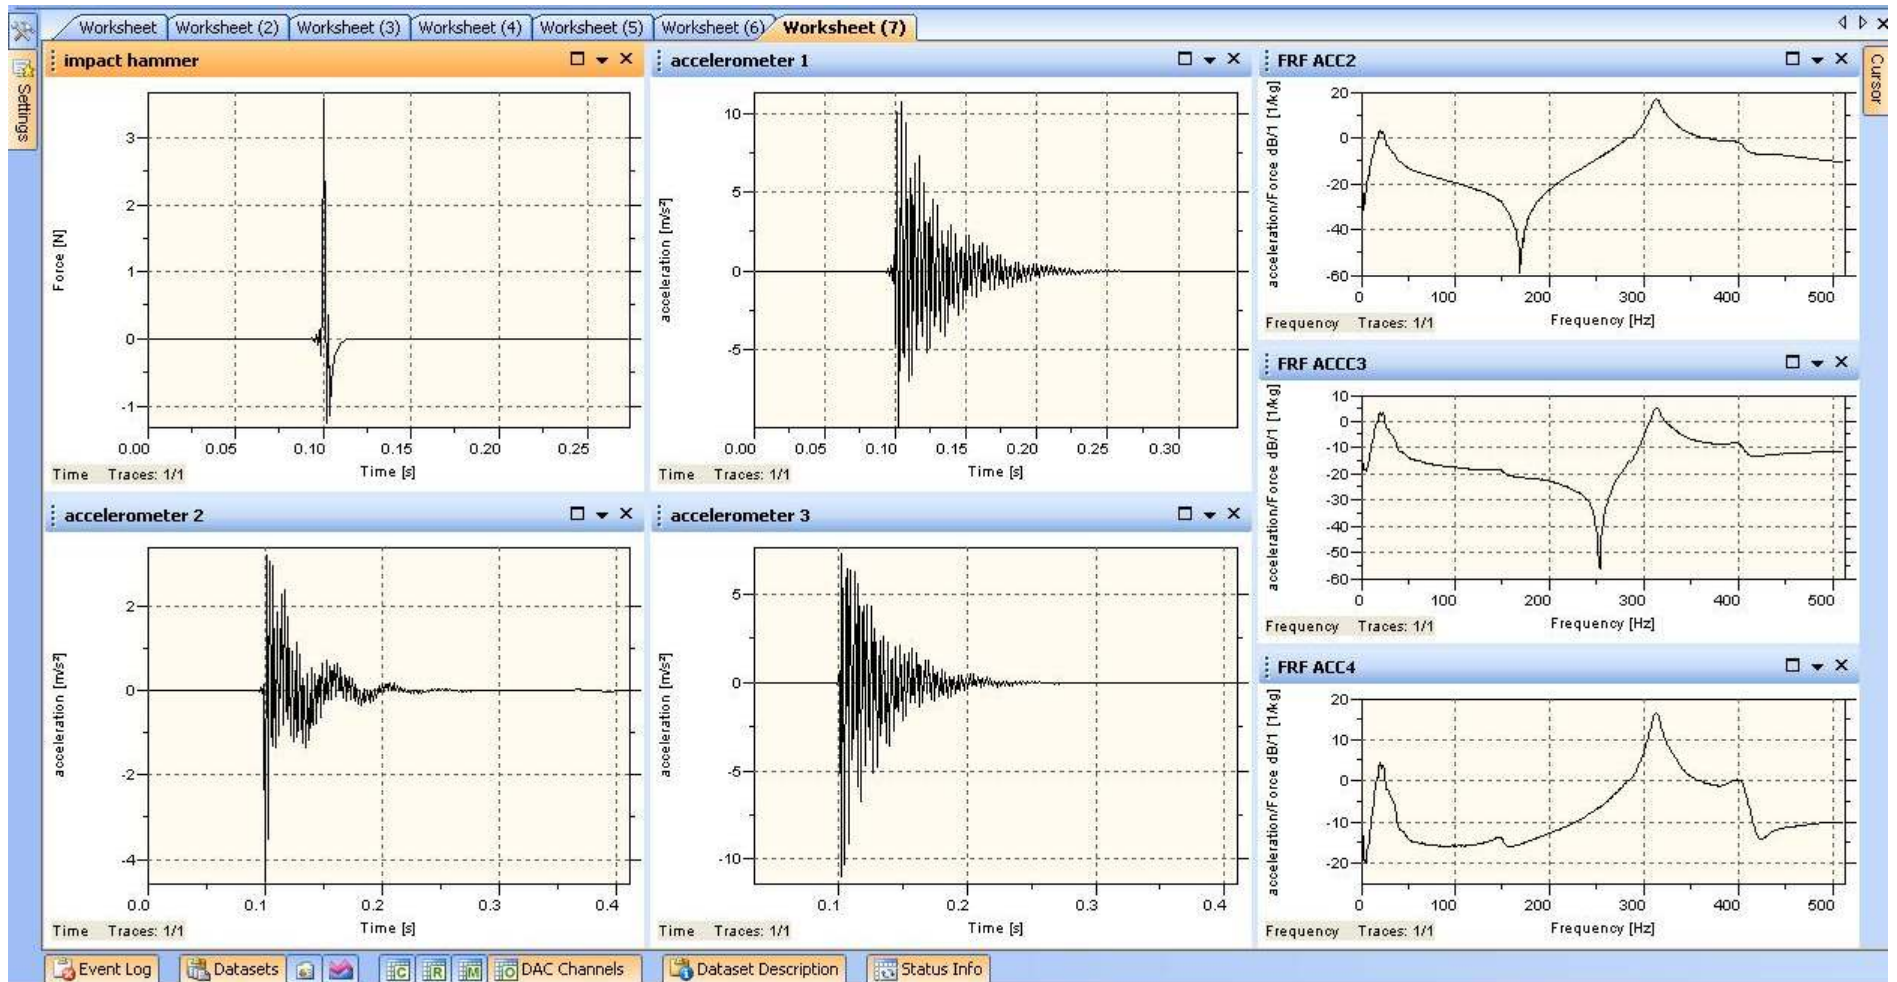 Worksheet Worksheet (2) Worksheet (3) Worksheet (4) Worksheet (5) Worksheet (6) Worksheet (7)
Settings
Cursor
impact hammer
Force [N]
3
2
1
0
-1
0.00 0.05 0.10 0.15 0.20 0.25
Time [s]
Time Traces: 1/1
accelerometer 1
acceleration [m/s²]
10
5
0
-5
0.00 0.05 0.10 0.15 0.20 0.25 0.30
Time [s]
Time Traces: 1/1
FRF ACC2
acceleration/Force dB/1 [1/kg]
20
0
-20
-40
-60
0 100 200 300 400 500
Frequency [Hz]
Frequency Traces: 1/1
FRF ACCC3
acceleration/Force dB/1 [1/kg]
10
0
-10
-20
-30
-40
-50
-60
0 100 200 300 400 500
Frequency [Hz]
Frequency Traces: 1/1
accelerometer 2
acceleration [m/s²]
2
0
-2
-4
0.0 0.1 0.2 0.3 0.4
Time [s]
Time Traces: 1/1
accelerometer 3
acceleration [m/s²]
5
0
-5
-10
0.1 0.2 0.3 0.4
Time [s]
Time Traces: 1/1
FRF ACC4
acceleration/Force dB/1 [1/kg]
20
10
0
-10
-20
0 100 200 300 400 500
Frequency [Hz]
Frequency Traces: 1/1
Event Log Datasets C R M O DAC Channels Dataset Description Status Info